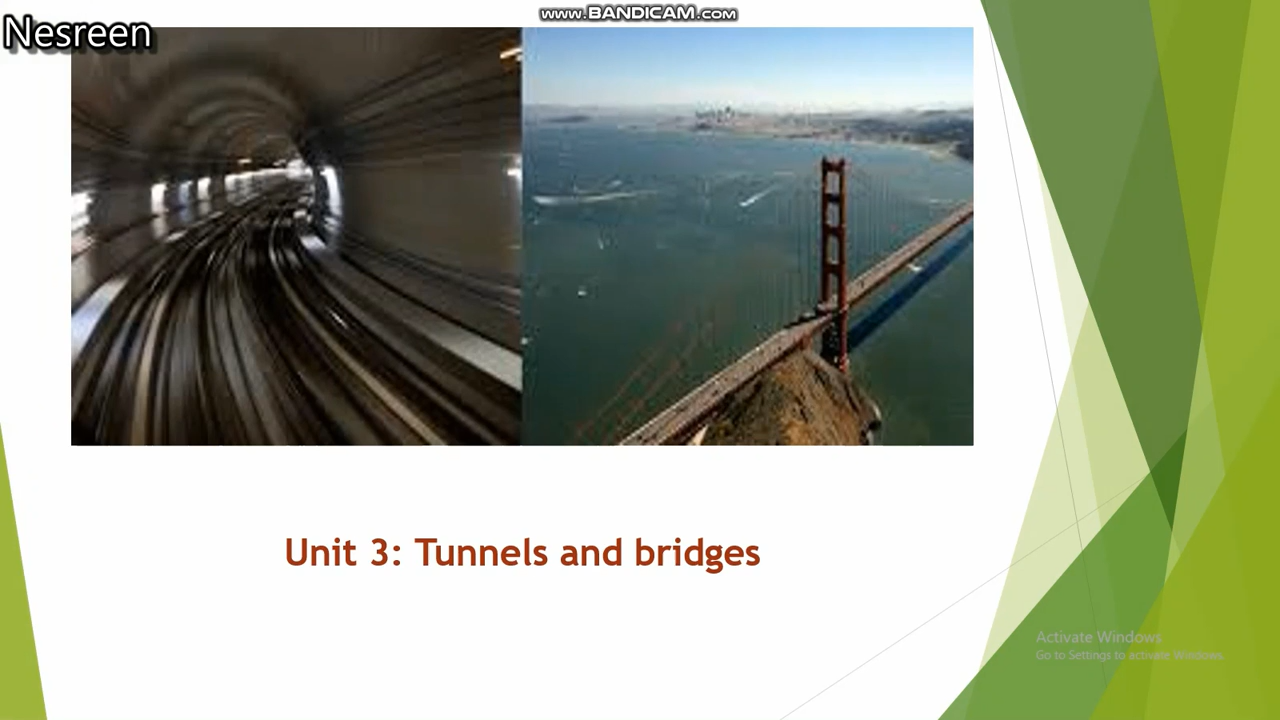 www.BANDICAM.com
Nesreen
Unit 3: Tunnels and bridges
Activate Windows
Go to Settings to activate Windows.